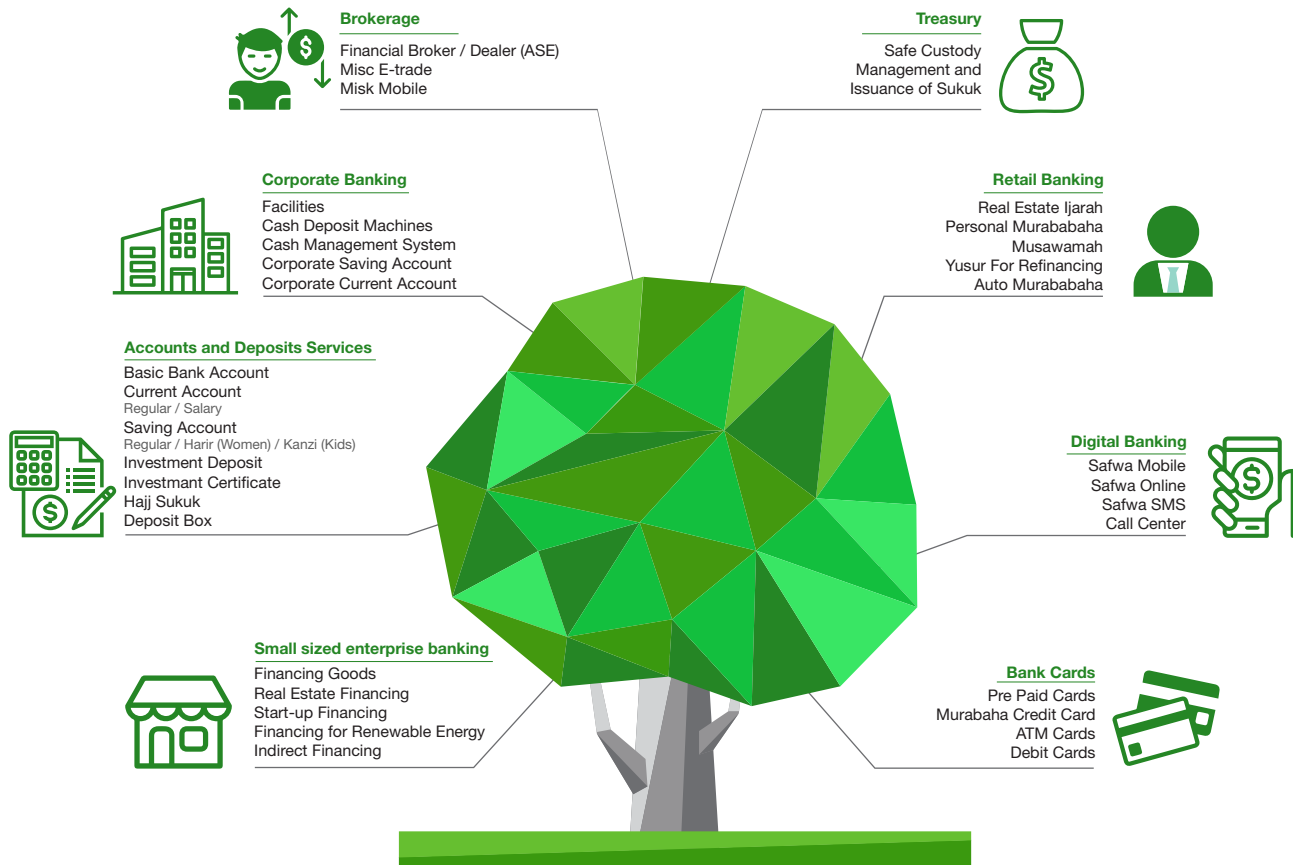 Brokerage
Financial Broker / Dealer (ASE)
Misc E-trade
Misk Mobile
Treasury
Safe Custody
Management and
Issuance of Sukuk
Corporate Banking
Facilities
Cash Deposit Machines
Cash Management System
Corporate Saving Account
Corporate Current Account
Retail Banking
Real Estate Ijarah
Personal Murababaha
Musawamah
Yusur For Refinancing
Auto Murababaha
Accounts and Deposits Services
Basic Bank Account
Current Account
Regular / Salary
Saving Account
Regular / Harir (Women) / Kanzi (Kids)
Investment Deposit
Investmant Certificate
Hajj Sukuk
Deposit Box
Digital Banking
Safwa Mobile
Safwa Online
Safwa SMS
Call Center
Small sized enterprise banking
Financing Goods
Real Estate Financing
Start-up Financing
Financing for Renewable Energy
Indirect Financing
Bank Cards
Pre Paid Cards
Murabaha Credit Card
ATM Cards
Debit Cards